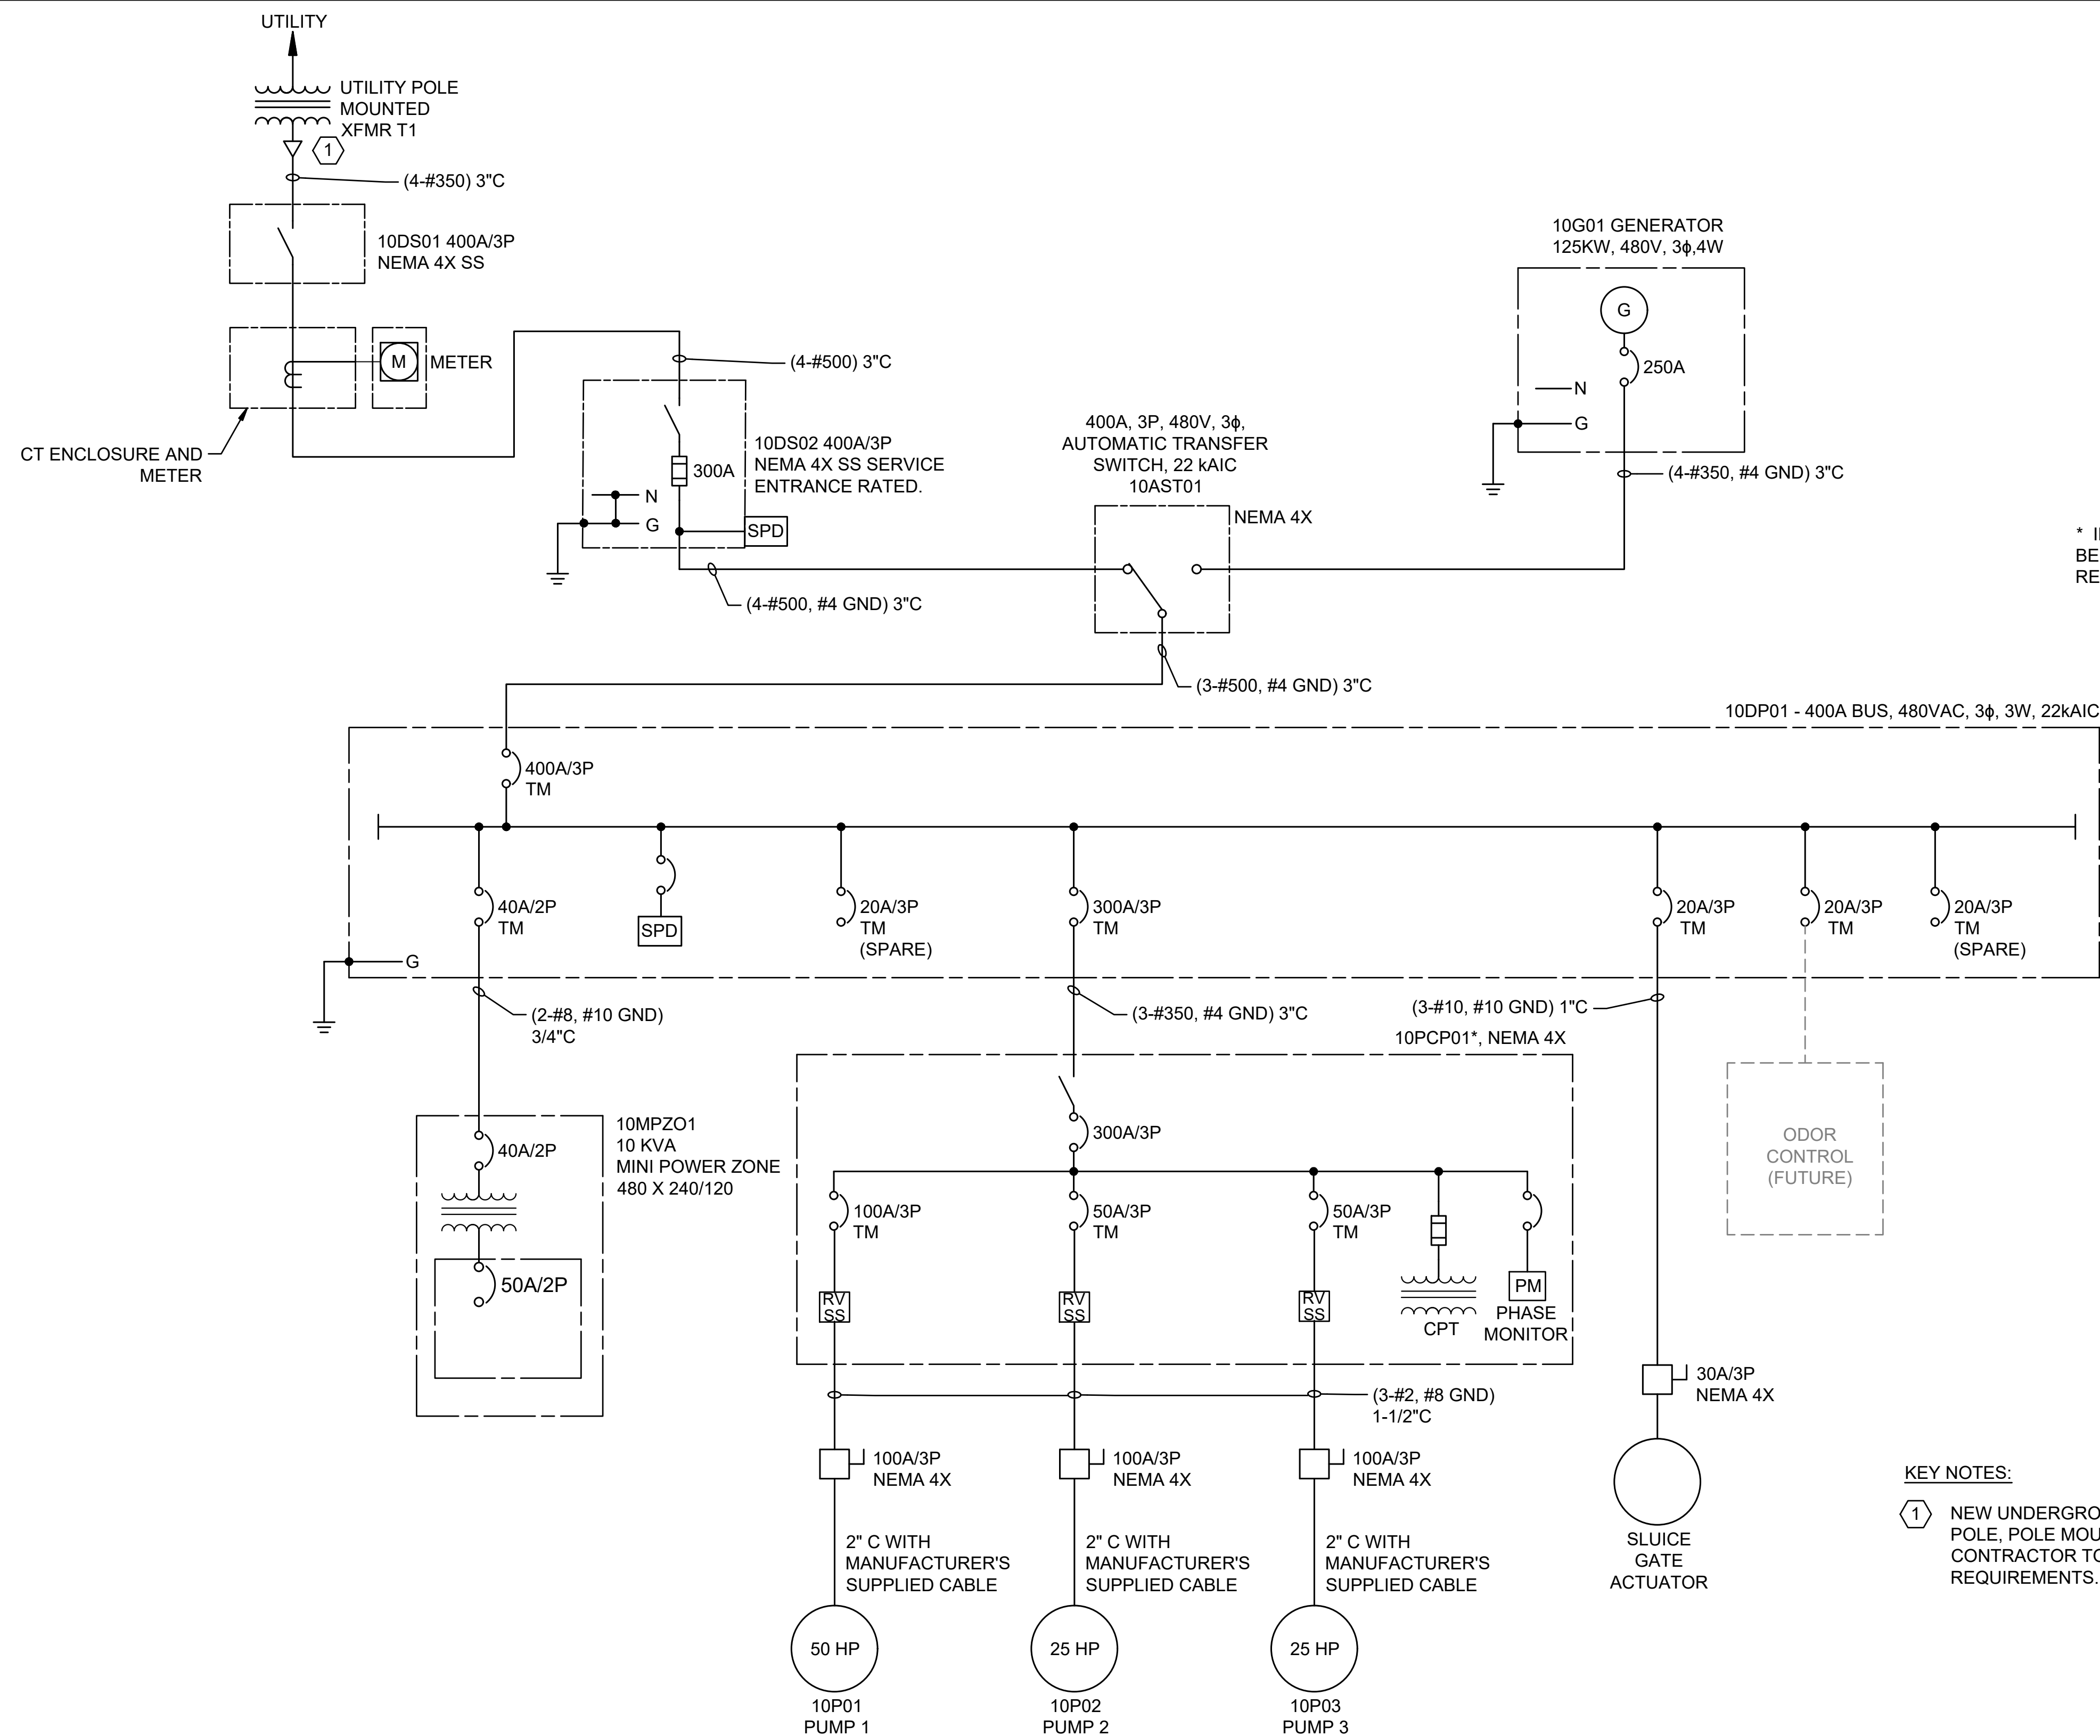 UTILITY
UTILITY POLE
MOUNTED
XFMR T1
1
(4-#350) 3"C
10DS01 400A/3P
NEMA 4X SS
M
METER
CT ENCLOSURE AND
METER
(4-#500) 3"C
10DS02 400A/3P
NEMA 4X SS SERVICE
ENTRANCE RATED.
300A
N
G
SPD
(4-#500, #4 GND) 3"C
400A, 3P, 480V, 3ϕ,
AUTOMATIC TRANSFER
SWITCH, 22 kAIC
10AST01
NEMA 4X
10G01 GENERATOR
125KW, 480V, 3ϕ,4W
G
250A
N
G
(4-#350, #4 GND) 3"C
*
BE
RE
(3-#500, #4 GND) 3"C
10DP01 - 400A BUS, 480VAC, 3ϕ, 3W, 22kAIC
400A/3P
TM
40A/2P
TM
SPD
20A/3P
TM
(SPARE)
300A/3P
TM
20A/3P
TM
20A/3P
TM
20A/3P
TM
(SPARE)
G
(2-#8, #10 GND)
3/4"C
(3-#350, #4 GND) 3"C
(3-#10, #10 GND) 1"C
10PCP01*, NEMA 4X
10MPZO1
10 KVA
MINI POWER ZONE
480 X 240/120
40A/2P
50A/2P
300A/3P
100A/3P
TM
50A/3P
TM
50A/3P
TM
RV
SS
RV
SS
RV
SS
CPT
PM
PHASE
MONITOR
ODOR
CONTROL
(FUTURE)
(3-#2, #8 GND)
1-1/2"C
30A/3P
NEMA 4X
100A/3P
NEMA 4X
100A/3P
NEMA 4X
100A/3P
NEMA 4X
2" C WITH
MANUFACTURER'S
SUPPLIED CABLE
2" C WITH
MANUFACTURER'S
SUPPLIED CABLE
2" C WITH
MANUFACTURER'S
SUPPLIED CABLE
SLUICE
GATE
ACTUATOR
50 HP
25 HP
25 HP
10P01
PUMP 1
10P02
PUMP 2
10P03
PUMP 3
KEY NOTES:
1
NEW UNDERGRO
POLE, POLE MOU
CONTRACTOR TO
REQUIREMENTS.